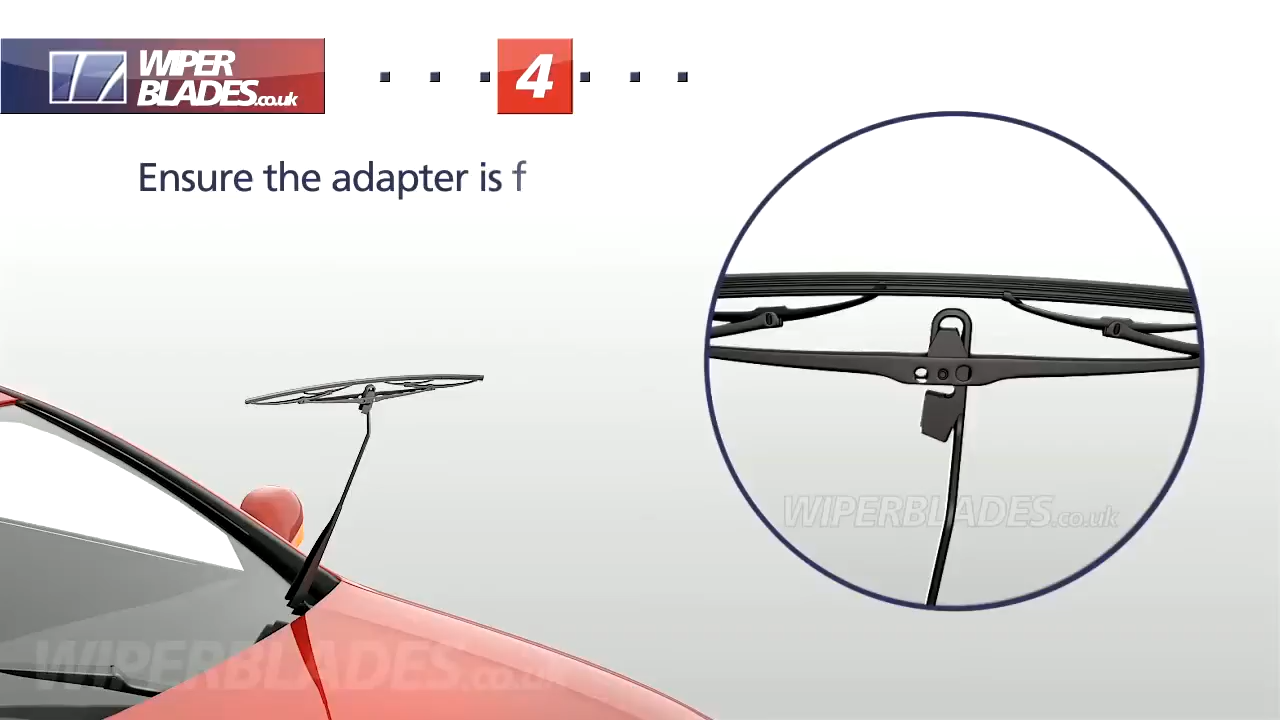 WIPER
BLADES.co.uk
4
Ensure the adapter is f
WIPERBLADES.co.uk
WIPERBLADES.co.uk